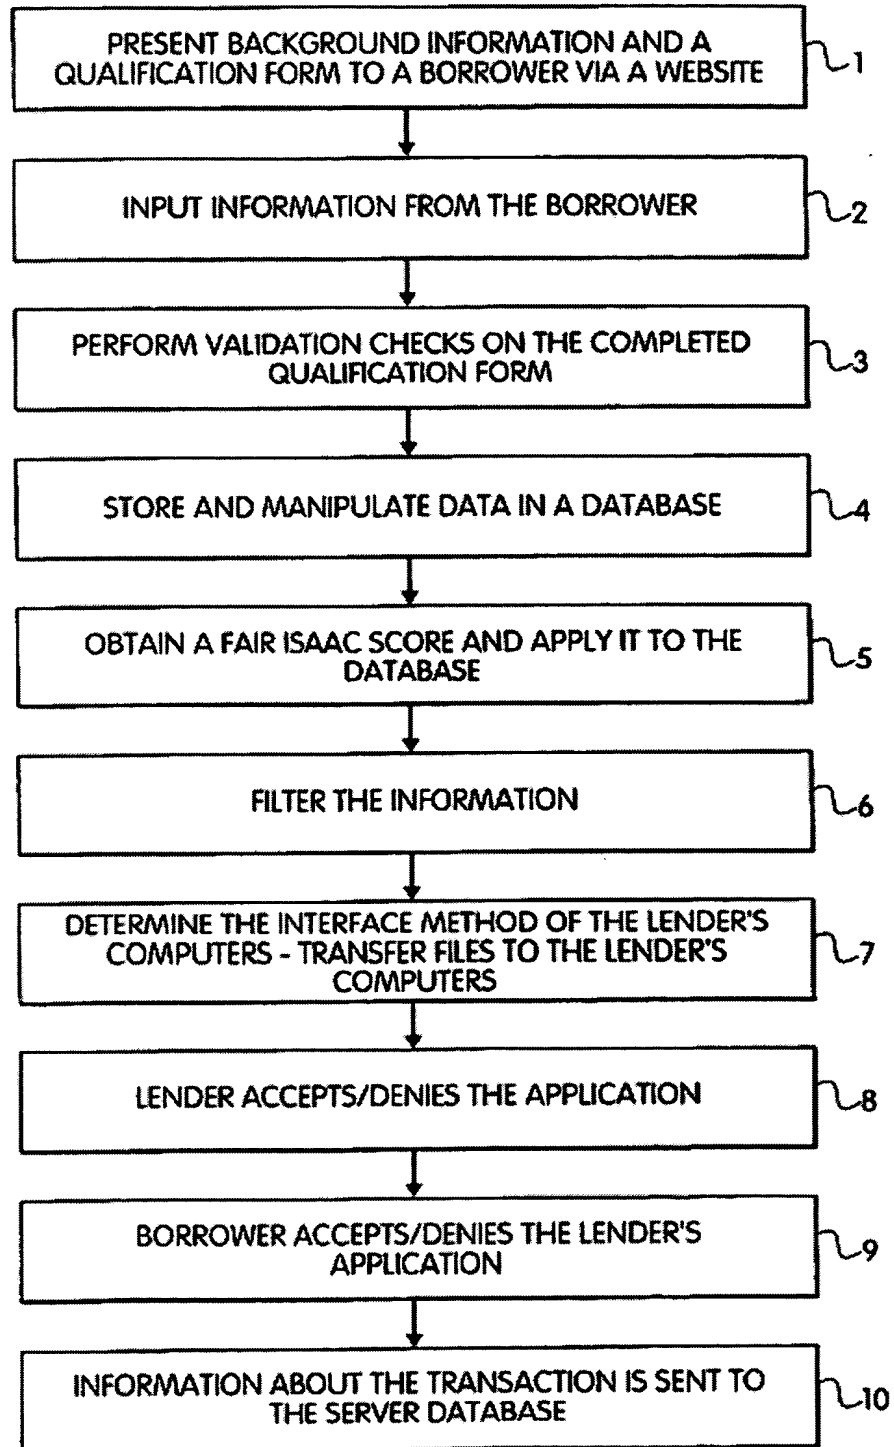 PRESENT BACKGROUND INFORMATION AND A
QUALIFICATION FORM TO A BORROWER VIA A WEBSITE
1
INPUT INFORMATION FROM THE BORROWER
2
PERFORM VALIDATION CHECKS ON THE COMPLETED
QUALIFICATION FORM
3
STORE AND MANIPULATE DATA IN A DATABASE
4
OBTAIN A FAIR ISAAC SCORE AND APPLY IT TO THE
DATABASE
5
FILTER THE INFORMATION
6
DETERMINE THE INTERFACE METHOD OF THE LENDER'S
COMPUTERS - TRANSFER FILES TO THE LENDER'S
COMPUTERS
7
LENDER ACCEPTS/DENIES THE APPLICATION
8
BORROWER ACCEPTS/DENIES THE LENDER'S
APPLICATION
9
INFORMATION ABOUT THE TRANSACTION IS SENT TO
THE SERVER DATABASE
10